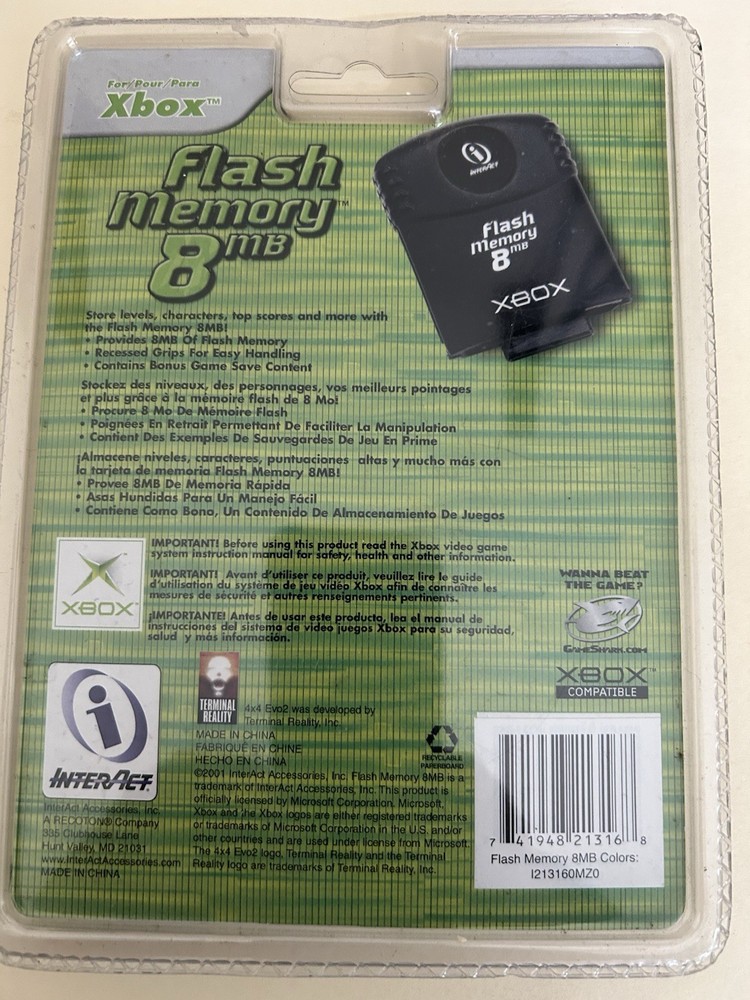 For/Pour/Para
Xbox™
Flash
Memory™
8MB
INTERACT
Flash
Memory
8MB
XBOX
Store levels, characters, top scores and more with
the Flash Memory 8MB!
• Provides 8MB Of Flash Memory
• Recessed Grips For Easy Handling
• Contains Bonus Game Save Content
Stockez des niveaux, des personnages, vos meilleurs pointages
et plus grâce à la mémoire flash de 8 Mo!
• Procure 8 Mo De Mémoire Flash
• Poignées En Retrait Permettant De Faciliter La Manipulation
• Contient Des Exemples De Sauvegardes De Jeu En Prime
¡Almacene niveles, caracteres, puntuaciones altas y mucho más con
la tarjeta de memoria Flash Memory 8MB!
• Provee 8MB De Memoria Rápida
• Asas Hundidas Para Un Manejo Fácil
• Contiene Como Bono, Un Contenido De Almacenamiento De Juegos
IMPORTANT! Before using this product read the Xbox video game
system instruction manual for safety, health and other information.
IMPORTANT! Avant d'utiliser ce produit, veuillez lire le guide
d'utilisation du système de jeu vidéo Xbox afin de connaître les
mesures de sécurité et autres renseignements pertinents.
¡IMPORTANTE! Antes de usar este producto, lea el manual de
instrucciones del sistema de video juegos Xbox para su seguridad,
salud y más información.
XBOX™
WANNA BEAT
THE GAME?
GAMESHARK.COM
XBOX™
COMPATIBLE
INTERACT
TERMINAL
REALITY
4x4 Evo2 was developed by
Terminal Reality, Inc.
MADE IN CHINA
FABRIQUÉ EN CHINE
HECHO EN CHINA
©2001 InterAct Accessories, Inc. Flash Memory 8MB is a
trademark of InterAct Accessories, Inc. This product is
officially licensed by Microsoft Corporation. Microsoft,
Xbox and the Xbox logos are either registered trademarks
or trademarks of Microsoft Corporation in the U.S. and/or
other countries and are used under license from Microsoft.
The 4x4 Evo2 logo, Terminal Reality and the Terminal
Reality logo are trademarks of Terminal Reality, Inc.
RECYCLABLE
PAPERBOARD
InterAct Accessories, Inc.
A RECOTON® Company
335 Clubhouse Lane
Hunt Valley, MD 21031
www.InterActAccessories.com
MADE IN CHINA
7 41948 21316 8
Flash Memory 8MB Colors:
I213160MZ0